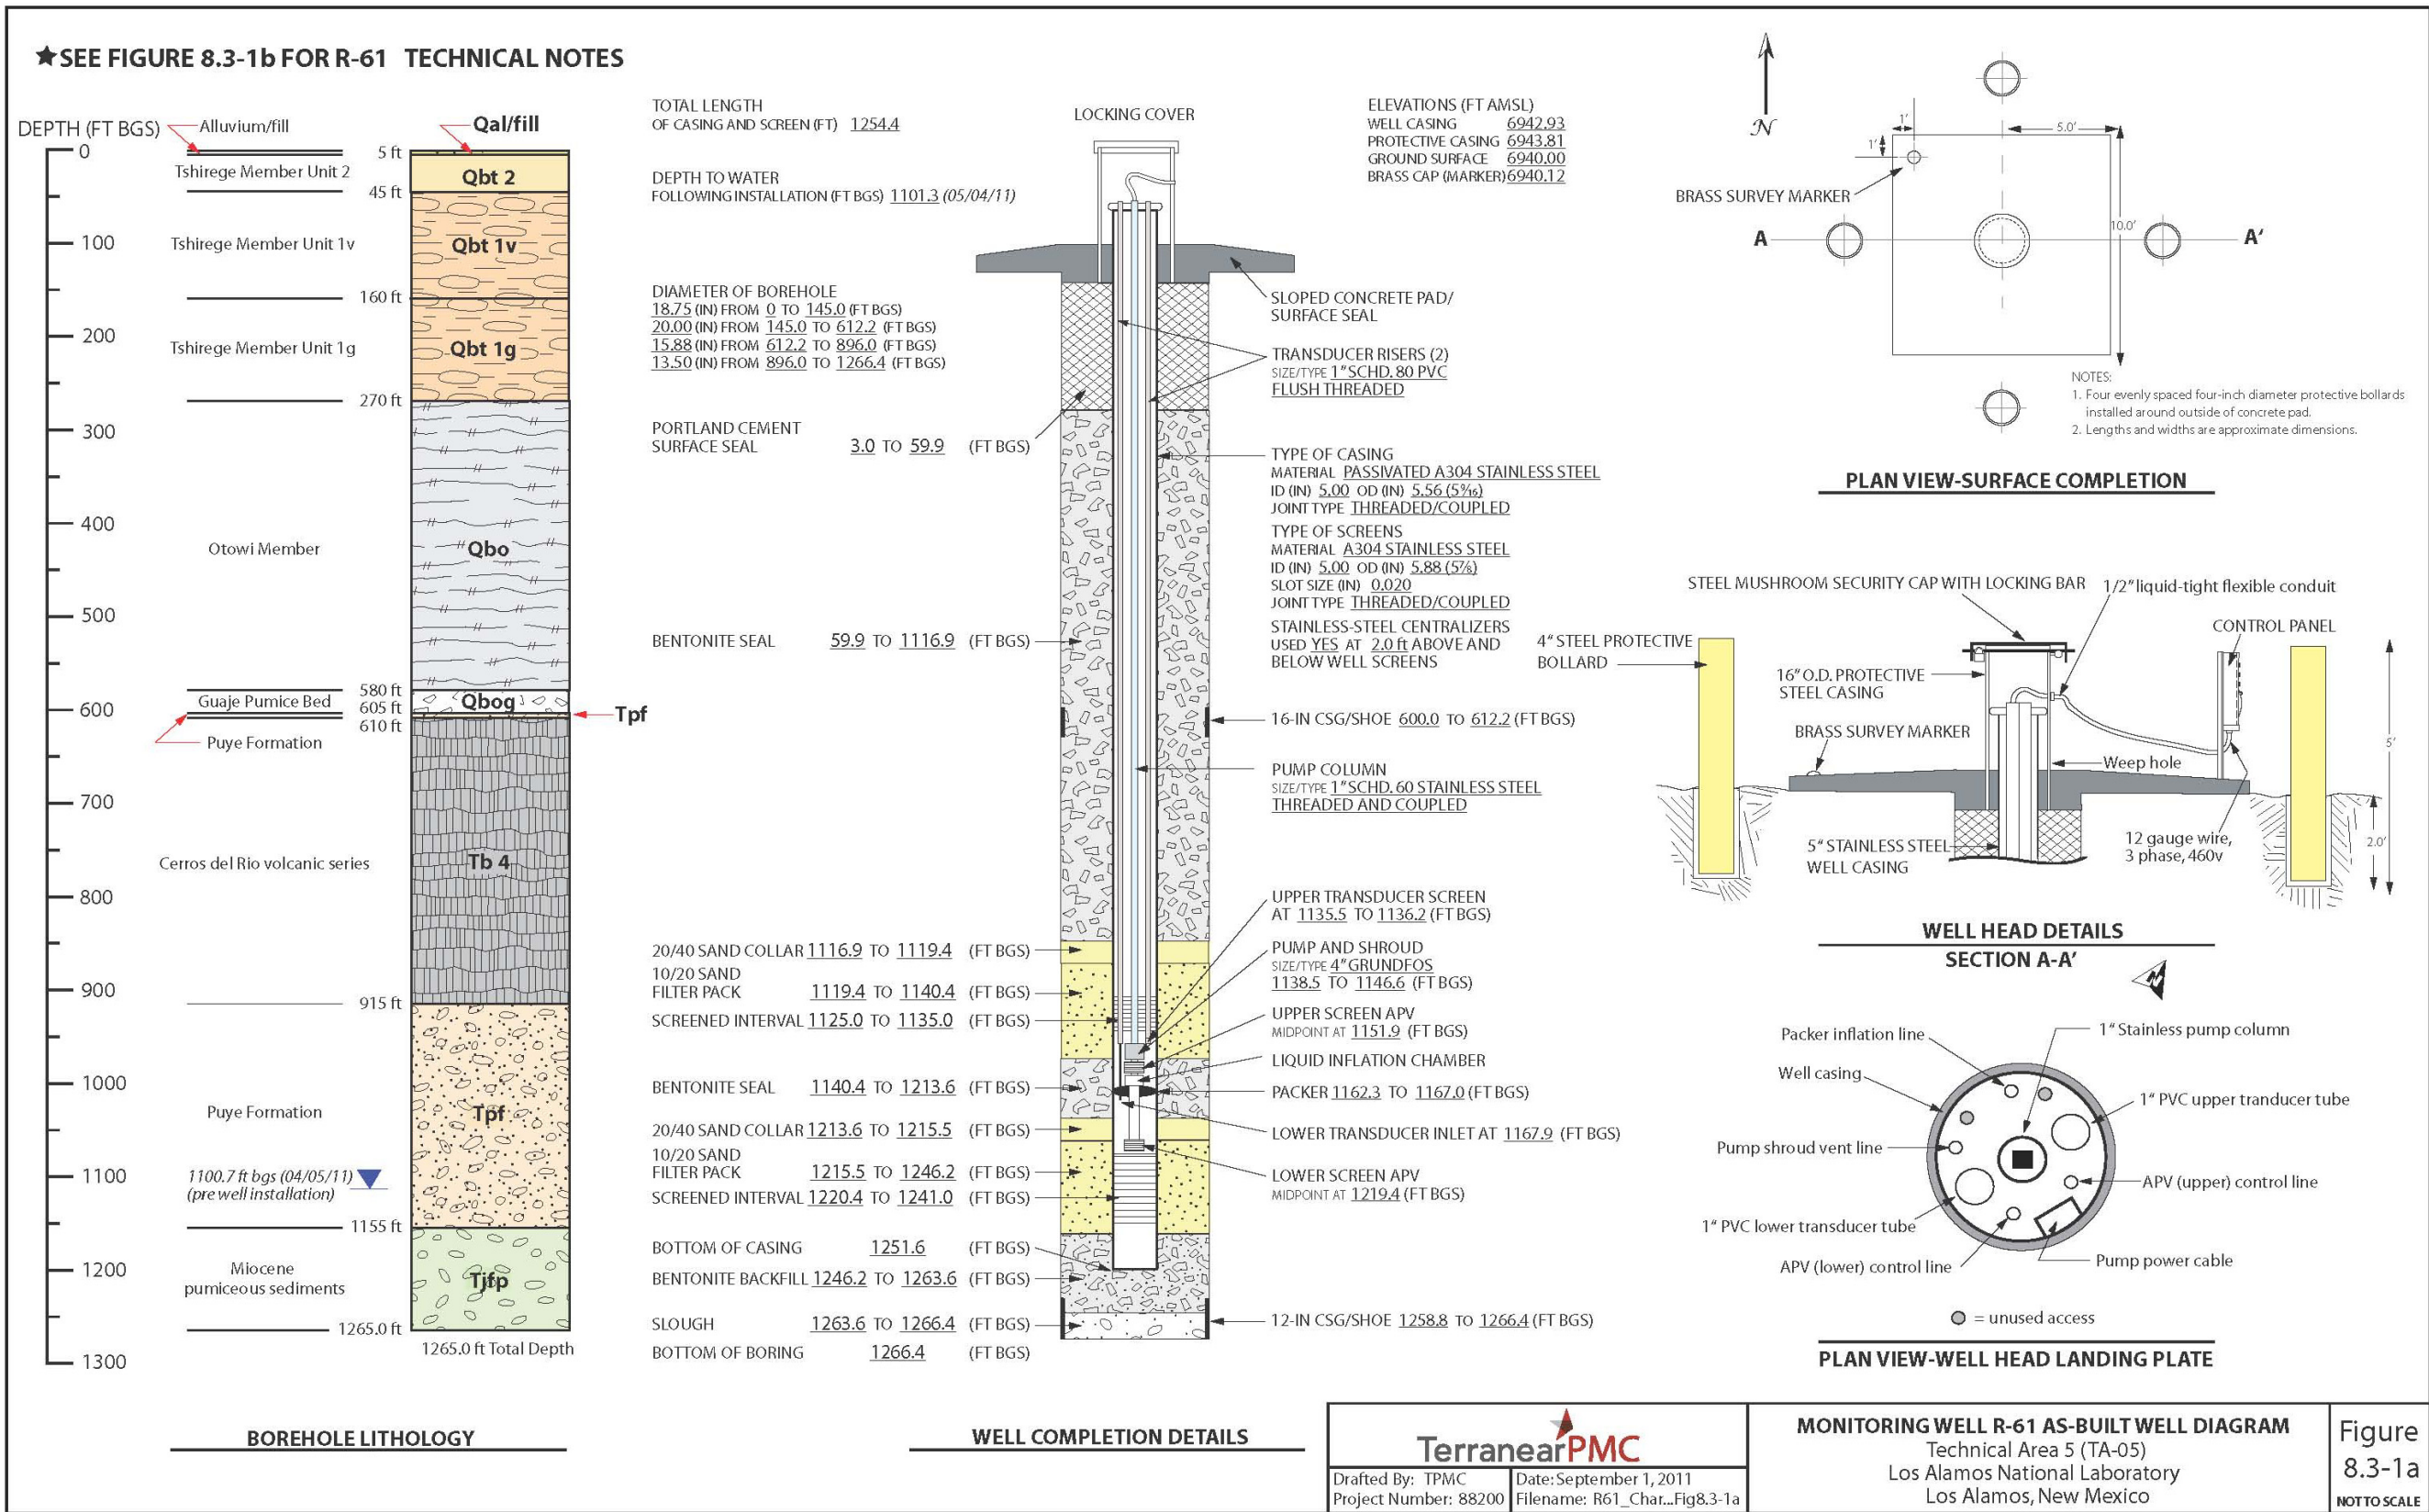 ★SEE FIGURE 8.3-1b FOR R-61 TECHNICAL NOTES
DEPTH (FT BGS)
0
100
200
300
400
500
600
700
800
900
1000
1100
1200
1300
Alluvium/fill
Tshirege Member Unit 2
Tshirege Member Unit 1v
Tshirege Member Unit 1g
Otowi Member
Guaje Pumice Bed
Puye Formation
Cerros del Rio volcanic series
Puye Formation
1100.7 ft bgs (04/05/11)
(pre well installation)
Miocene
pumiceous sediments
5 ft
45 ft
160 ft
270 ft
580 ft
605 ft
610 ft
915 ft
1155 ft
1265.0 ft
Qal/fill
Qbt 2
Qbt 1v
Qbt 1g
Qbo
Qbog
Tpf
Tb 4
Tpf
Tjfp
1265.0 ft Total Depth
BOREHOLE LITHOLOGY
TOTAL LENGTH
OF CASING AND SCREEN (FT) 1254.4
DEPTH TO WATER
FOLLOWING INSTALLATION (FT BGS) 1101.3 (05/04/11)
DIAMETER OF BOREHOLE
18.75 (IN) FROM 0 TO 145.0 (FT BGS)
20.00 (IN) FROM 145.0 TO 612.2 (FT BGS)
15.88 (IN) FROM 612.2 TO 896.0 (FT BGS)
13.50 (IN) FROM 896.0 TO 1266.4 (FT BGS)
PORTLAND CEMENT
SURFACE SEAL 3.0 TO 59.9 (FT BGS)
BENTONITE SEAL 59.9 TO 1116.9 (FT BGS)
20/40 SAND COLLAR 1116.9 TO 1119.4 (FT BGS)
10/20 SAND
FILTER PACK 1119.4 TO 1140.4 (FT BGS)
SCREENED INTERVAL 1125.0 TO 1135.0 (FT BGS)
BENTONITE SEAL 1140.4 TO 1213.6 (FT BGS)
20/40 SAND COLLAR 1213.6 TO 1215.5 (FT BGS)
10/20 SAND
FILTER PACK 1215.5 TO 1246.2 (FT BGS)
SCREENED INTERVAL 1220.4 TO 1241.0 (FT BGS)
BOTTOM OF CASING 1251.6 (FT BGS)
BENTONITE BACKFILL 1246.2 TO 1263.6 (FT BGS)
SLOUGH 1263.6 TO 1266.4 (FT BGS)
BOTTOM OF BORING 1266.4 (FT BGS)
LOCKING COVER
ELEVATIONS (FT AMSL)
WELL CASING 6942.93
PROTECTIVE CASING 6943.81
GROUND SURFACE 6940.00
BRASS CAP (MARKER) 6940.12
SLOPED CONCRETE PAD/
SURFACE SEAL
TRANSDUCER RISERS (2)
SIZE/TYPE 1" SCHD. 80 PVC
FLUSH THREADED
TYPE OF CASING
MATERIAL PASSIVATED A304 STAINLESS STEEL
ID (IN) 5.00 OD (IN) 5.56 (5 9/16)
JOINT TYPE THREADED/COUPLED
TYPE OF SCREENS
MATERIAL A304 STAINLESS STEEL
ID (IN) 5.00 OD (IN) 5.88 (5 7/8)
SLOT SIZE (IN) 0.020
JOINT TYPE THREADED/COUPLED
STAINLESS-STEEL CENTRALIZERS
USED YES AT 2.0 ft ABOVE AND
BELOW WELL SCREENS
16-IN CSG/SHOE 600.0 TO 612.2 (FT BGS)
PUMP COLUMN
SIZE/TYPE 1" SCHD. 60 STAINLESS STEEL
THREADED AND COUPLED
UPPER TRANSDUCER SCREEN
AT 1135.5 TO 1136.2 (FT BGS)
PUMP AND SHROUD
SIZE/TYPE 4" GRUNDFOS
1138.5 TO 1146.6 (FT BGS)
UPPER SCREEN APV
MIDPOINT AT 1151.9 (FT BGS)
LIQUID INFLATION CHAMBER
PACKER 1162.3 TO 1167.0 (FT BGS)
LOWER TRANSDUCER INLET AT 1167.9 (FT BGS)
LOWER SCREEN APV
MIDPOINT AT 1219.4 (FT BGS)
12-IN CSG/SHOE 1258.8 TO 1266.4 (FT BGS)
WELL COMPLETION DETAILS
N
1'
1'
5.0'
10.0'
BRASS SURVEY MARKER
A
A'
NOTES:
1. Four evenly spaced four-inch diameter protective bollards
installed around outside of concrete pad.
2. Lengths and widths are approximate dimensions.
PLAN VIEW-SURFACE COMPLETION
STEEL MUSHROOM SECURITY CAP WITH LOCKING BAR
1/2" liquid-tight flexible conduit
CONTROL PANEL
4" STEEL PROTECTIVE
BOLLARD
16" O.D. PROTECTIVE
STEEL CASING
BRASS SURVEY MARKER
Weep hole
5'
2.0'
5" STAINLESS STEEL
WELL CASING
12 gauge wire,
3 phase, 460v
WELL HEAD DETAILS
SECTION A-A'
N
Packer inflation line
1" Stainless pump column
Well casing
1" PVC upper tranducer tube
Pump shroud vent line
APV (upper) control line
1" PVC lower transducer tube
APV (lower) control line
Pump power cable
= unused access
PLAN VIEW-WELL HEAD LANDING PLATE
TerranearPMC
Drafted By: TPMC
Date: September 1, 2011
Project Number: 88200
Filename: R61_Char...Fig8.3-1a
MONITORING WELL R-61 AS-BUILT WELL DIAGRAM
Technical Area 5 (TA-05)
Los Alamos National Laboratory
Los Alamos, New Mexico
Figure
8.3-1a
NOT TO SCALE